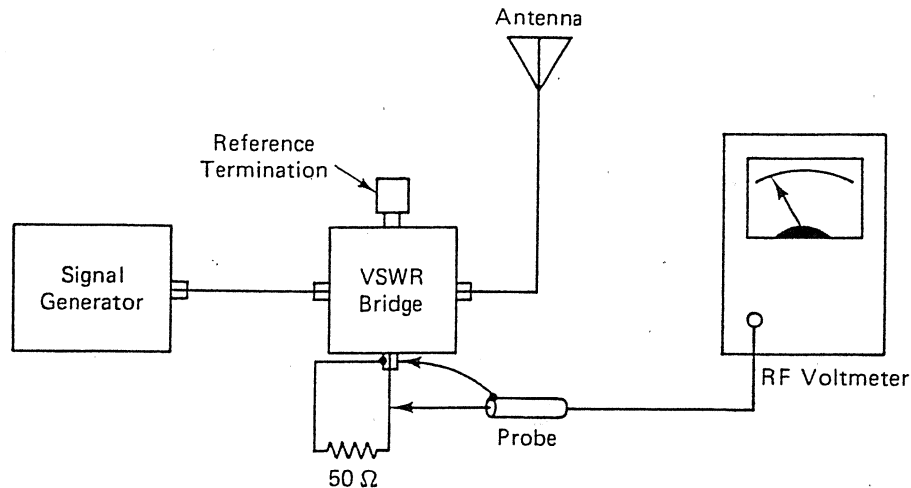 Antenna
Reference
Termination
Signal
Generator
VSWR
Bridge
RF Voltmeter
Probe
50 Ω